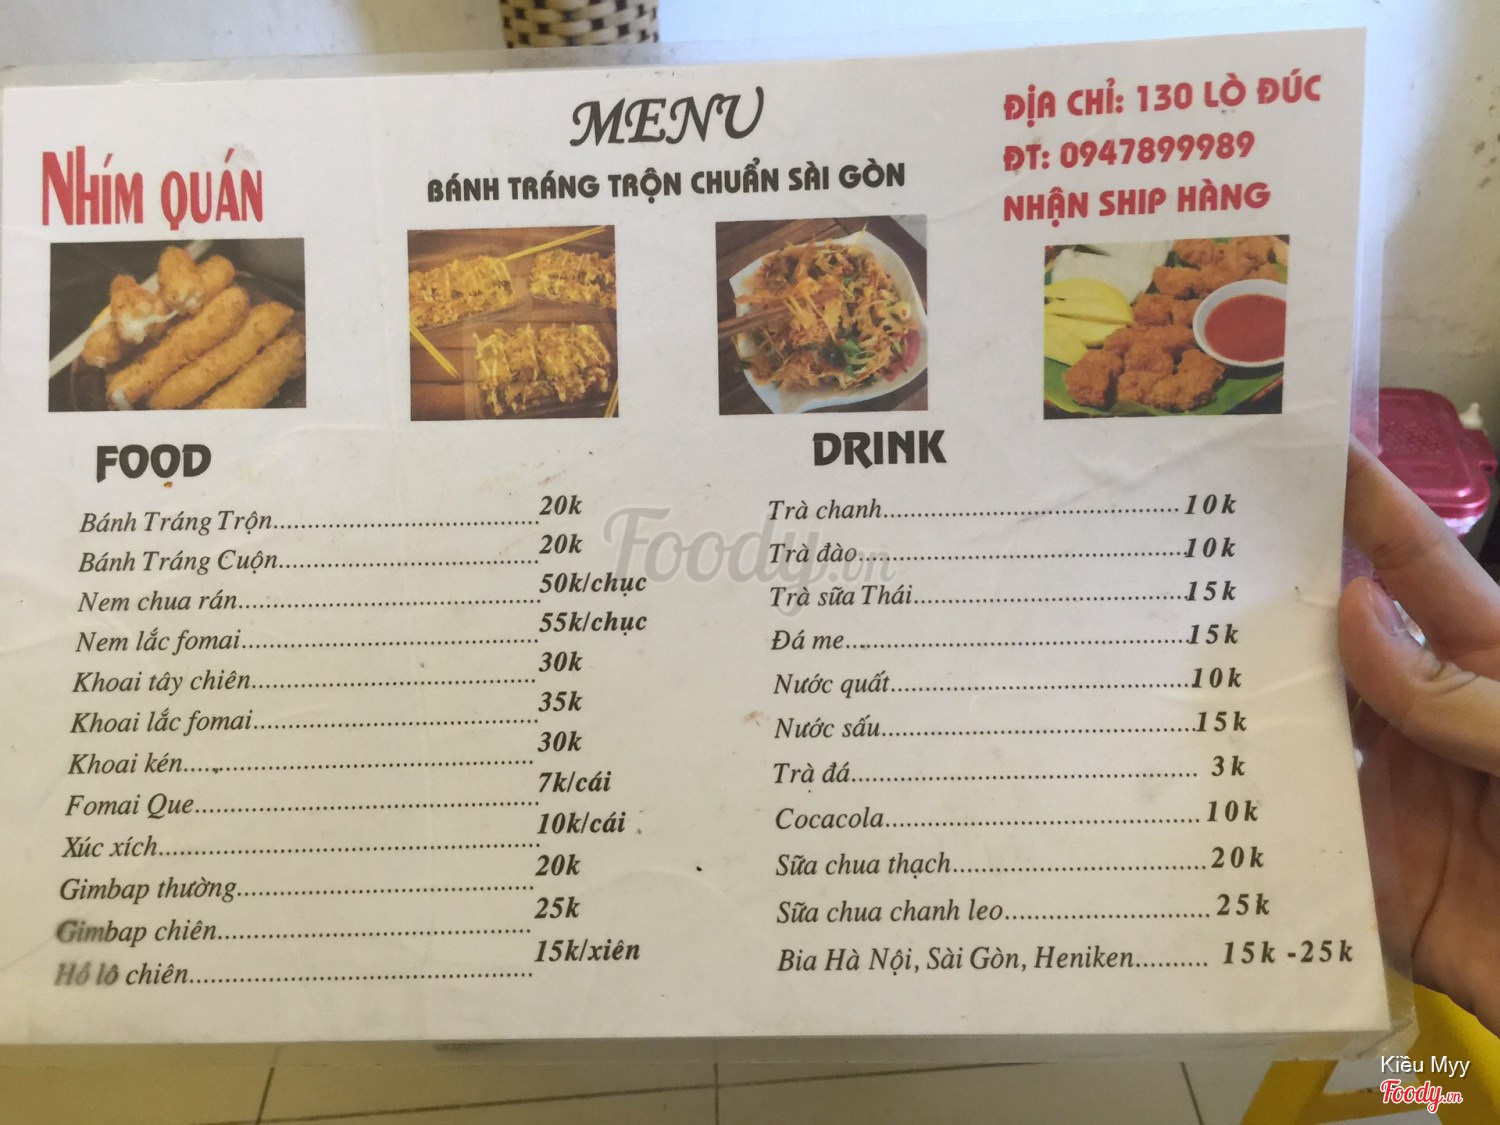 MENU
NHÍM QUÁN
BÁNH TRÁNG TRỘN CHUẨN SÀI GÒN
ĐỊA CHỈ: 130 LÒ ĐÚC
ĐT: 0947899989
NHẬN SHIP HÀNG
FOOD
Bánh Tráng Trộn 20k
Bánh Tráng Cuộn 20k
Nem chua rán 50k/chục
Nem lắc fomai 55k/chục
Khoai tây chiên 30k
Khoai lắc fomai 35k
Khoai kén 30k
Fomai Que 7k/cái
Xúc xích 10k/cái
Gimbap thường 20k
Gimbap chiên 25k
Hồ lô chiên 15k/xiên
DRINK
Trà chanh 10k
Trà đào 10k
Trà sữa Thái 15k
Đá me 15k
Nước quất 10k
Nước sấu 15k
Trà đá 3k
Cocacola 10k
Sữa chua thạch 20k
Sữa chua chanh leo 25k
Bia Hà Nội, Sài Gòn, Heniken 15k -25k
Foody.vn
Kiều Myy
Foody.vn